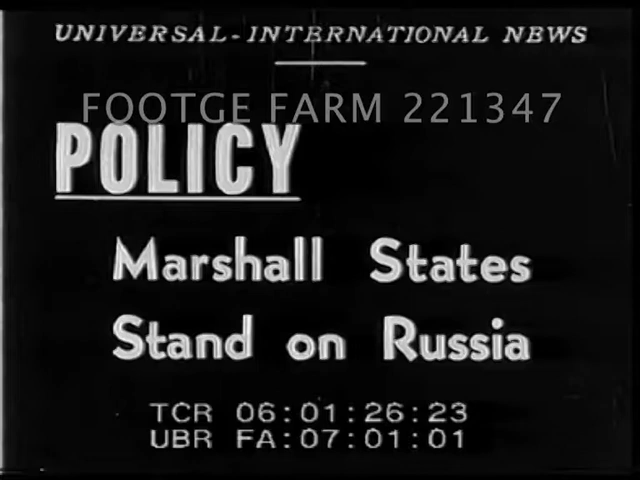 UNIVERSAL-INTERNATIONAL NEWS
FOOTGE FARM 221347
POLICY
Marshall States
Stand on Russia
TCR 06:01:26:23
UBR FA:07:01:01